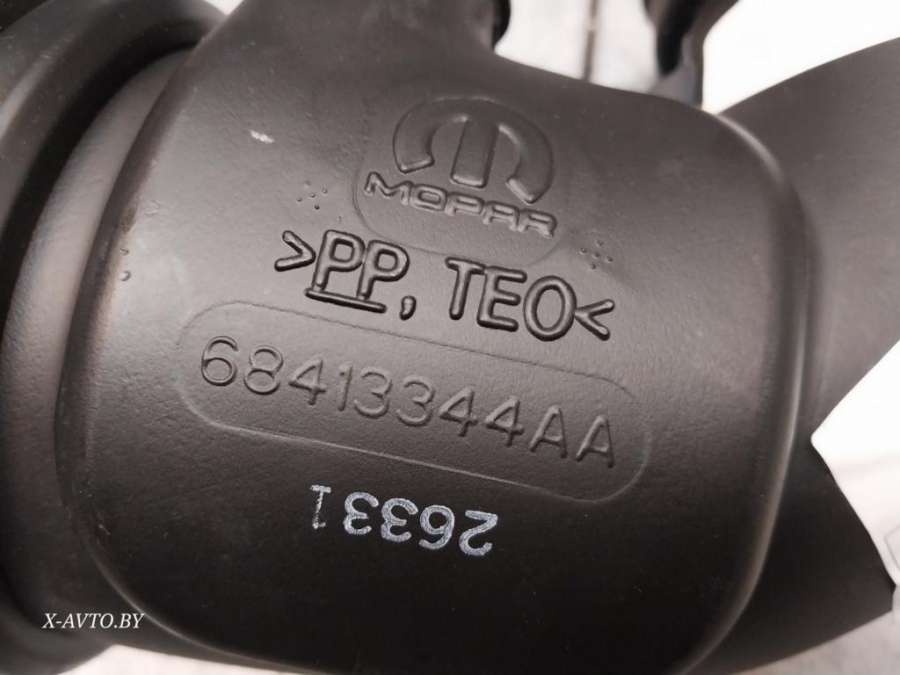 MOPAR
>PP, TEO<
68413344AA
26331
X-AVTO.BY